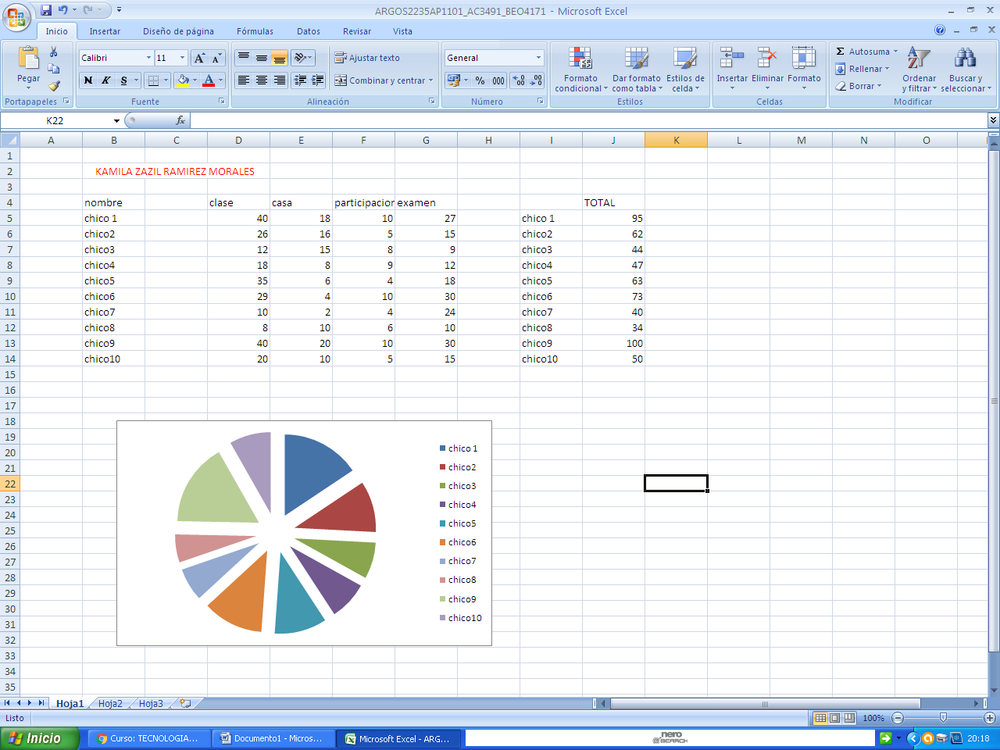 ARGOS2235AP1101_AC3491_BEO4171 - Microsoft Excel
Inicio Insertar Diseño de página Fórmulas Datos Revisar Vista
Pegar
Portapapeles
Calibri 11
N K S
Fuente
Ajustar texto
Combinar y centrar
Alineación
General
% 000
Número
Formato condicional
Dar formato como tabla
Estilos de celda
Estilos
Insertar Eliminar Formato
Celdas
Σ Autosuma
Rellenar
Borrar
Ordenar y filtrar
Buscar y seleccionar
Modificar
K22 fx
A B C D E F G H I J K L M N O
1
2 KAMILA ZAZIL RAMIREZ MORALES
3
4 nombre clase casa participacion examen TOTAL
5 chico 1 40 18 10 27 chico 1 95
6 chico2 26 16 5 15 chico2 62
7 chico3 12 15 8 9 chico3 44
8 chico4 18 8 9 12 chico4 47
9 chico5 35 6 4 18 chico5 63
10 chico6 29 4 10 30 chico6 73
11 chico7 10 2 4 24 chico7 40
12 chico8 8 10 6 10 chico8 34
13 chico9 40 20 10 30 chico9 100
14 chico10 20 10 5 15 chico10 50
15
16
17
18
19
20
21
22
23
24
25
26
27
28
29
30
31
32
33
34
35
chico 1
chico2
chico3
chico4
chico5
chico6
chico7
chico8
chico9
chico10
Hoja1 Hoja2 Hoja3
Listo 100%
Inicio Curso: TECNOLOGIA... Documento1 - Micros... Microsoft Excel - ARG... nero SEARCH 20:18